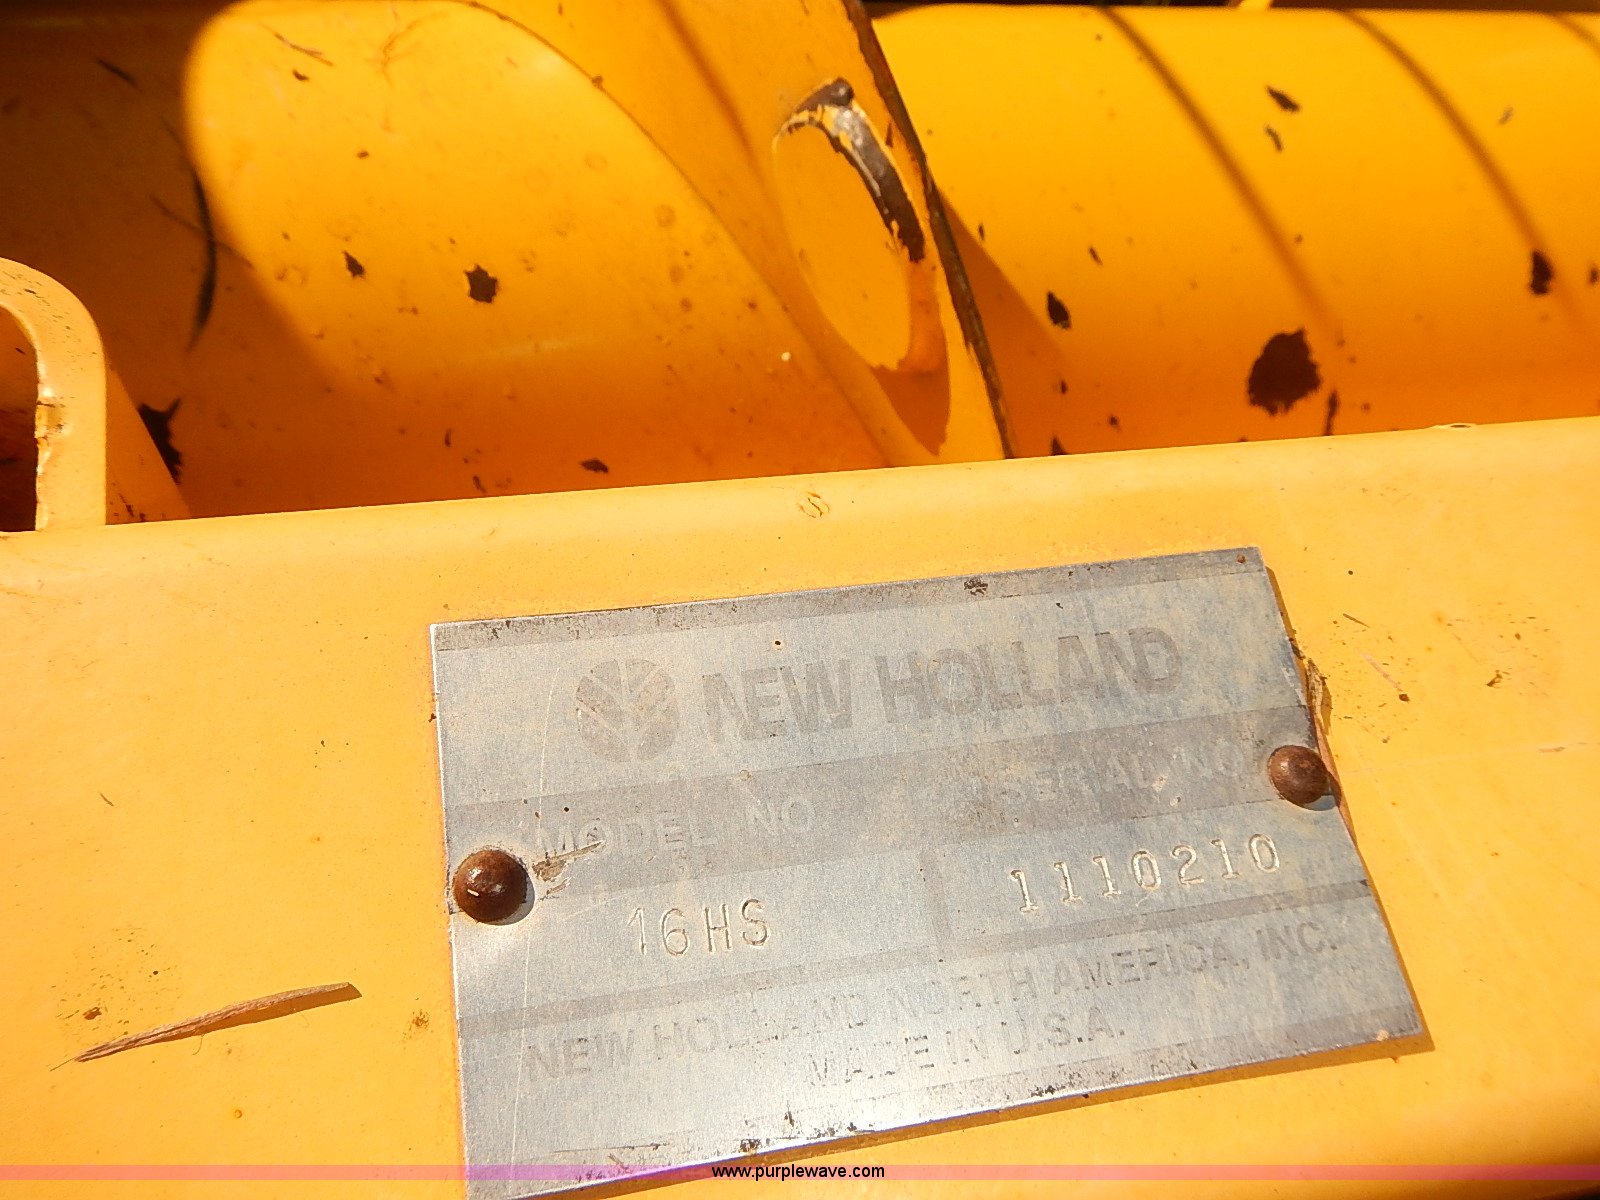 NEW HOLLAND
MODEL NO. SERIAL NO.
16HS 1110210
NEW HOLLAND NORTH AMERICA, INC.
MADE IN U.S.A.
www.purplewave.com